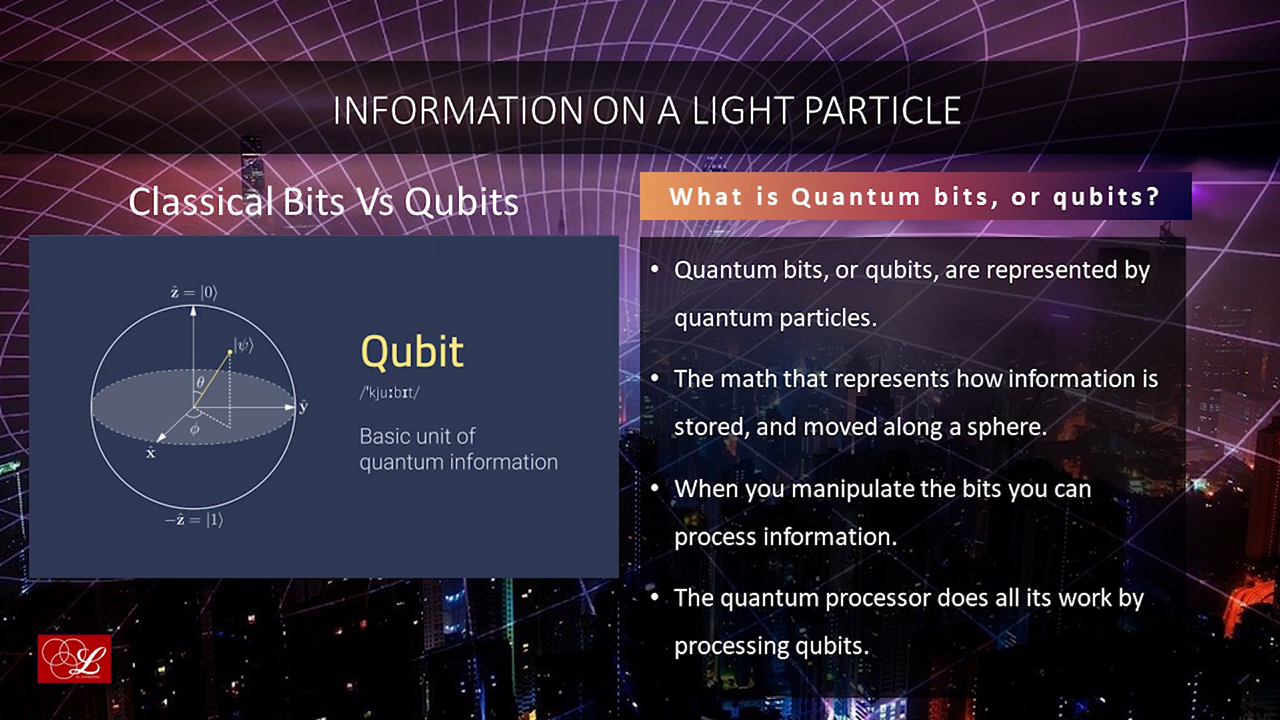 INFORMATION ON A LIGHT PARTICLE
Classical Bits Vs Qubits
ẑ = |0⟩
|ψ⟩
θ
ŷ
ϕ
x̂
−ẑ = |1⟩
Qubit
/'kjuːbɪt/
Basic unit of
quantum information
What is Quantum bits, or qubits?
• Quantum bits, or qubits, are represented by
quantum particles.
• The math that represents how information is
stored, and moved along a sphere.
• When you manipulate the bits you can
process information.
• The quantum processor does all its work by
processing qubits.
L